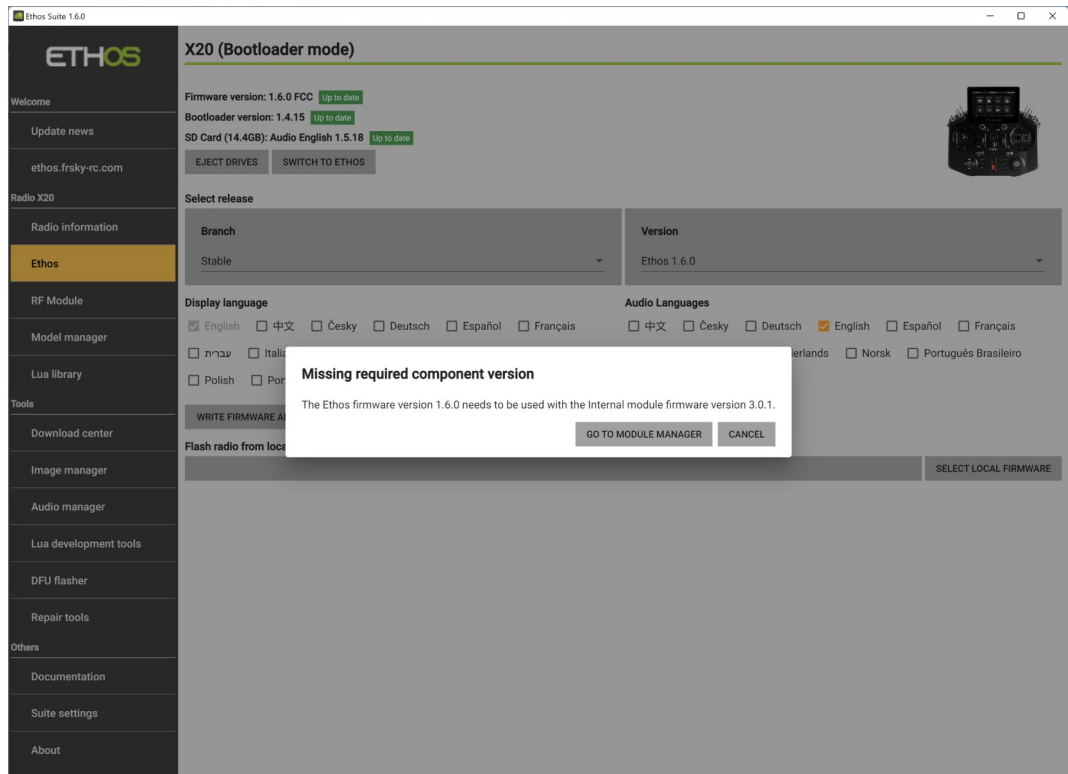 Ethos Suite 1.6.0
ETHOS
Welcome
Update news
ethos.frsky-rc.com
Radio X20
Radio information
Ethos
RF Module
Model manager
Lua library
Tools
Download center
Image manager
Audio manager
Lua development tools
DFU flasher
Repair tools
Others
Documentation
Suite settings
About
X20 (Bootloader mode)
Firmware version: 1.6.0 FCC Up to date
Bootloader version: 1.4.15 Up to date
SD Card (14.4GB): Audio English 1.5.18 Up to date
EJECT DRIVES SWITCH TO ETHOS
Select release
Branch
Stable
Version
Ethos 1.6.0
Display language
English 中文 Česky Deutsch Español Français
עברית
Polish
Audio Languages
中文 Česky Deutsch English Español Français
Norsk Português Brasileiro
WRITE FIRMWARE
Flash radio from
SELECT LOCAL FIRMWARE
Missing required component version
The Ethos firmware version 1.6.0 needs to be used with the Internal module firmware version 3.0.1.
GO TO MODULE MANAGER CANCEL